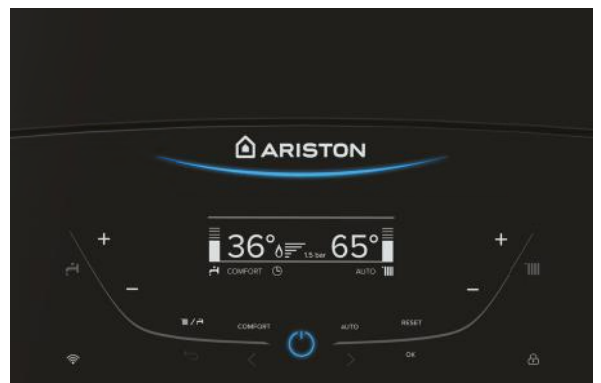 ARISTON
36° 1.5 bar 65°
COMFORT AUTO
+ +
- -
COMFORT AUTO RESET
OK